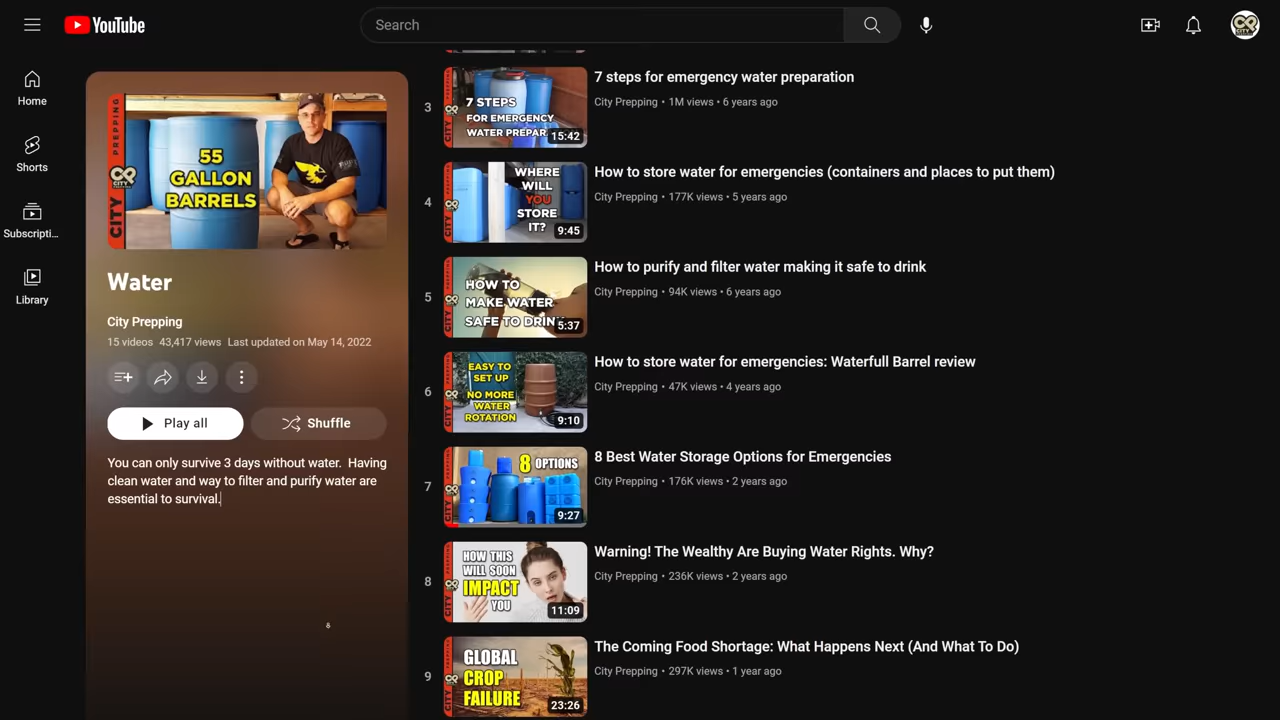 YouTube
Search
Home
Shorts
Subscripti...
Library
CITY
PREPPING
55
GALLON
BARRELS
Water
City Prepping
15 videos 43,417 views Last updated on May 14, 2022
Play all
Shuffle
You can only survive 3 days without water. Having
clean water and way to filter and purify water are
essential to survival.
3
7 STEPS
FOR EMERGENCY
WATER PREPAR
15:42
7 steps for emergency water preparation
City Prepping • 1M views • 6 years ago
4
WHERE
WILL
YOU
STORE
IT?
9:45
How to store water for emergencies (containers and places to put them)
City Prepping • 177K views • 5 years ago
5
HOW TO
MAKE WATER
SAFE TO DRIN
5:37
How to purify and filter water making it safe to drink
City Prepping • 94K views • 6 years ago
6
EASY TO
SET UP
NO MORE
WATER
ROTATION
9:10
How to store water for emergencies: Waterfull Barrel review
City Prepping • 47K views • 4 years ago
7
8 OPTIONS
9:27
8 Best Water Storage Options for Emergencies
City Prepping • 176K views • 2 years ago
8
HOW THIS
WILL SOON
IMPACT
YOU
11:09
Warning! The Wealthy Are Buying Water Rights. Why?
City Prepping • 236K views • 2 years ago
9
GLOBAL
CROP
FAILURE
23:26
The Coming Food Shortage: What Happens Next (And What To Do)
City Prepping • 297K views • 1 year ago